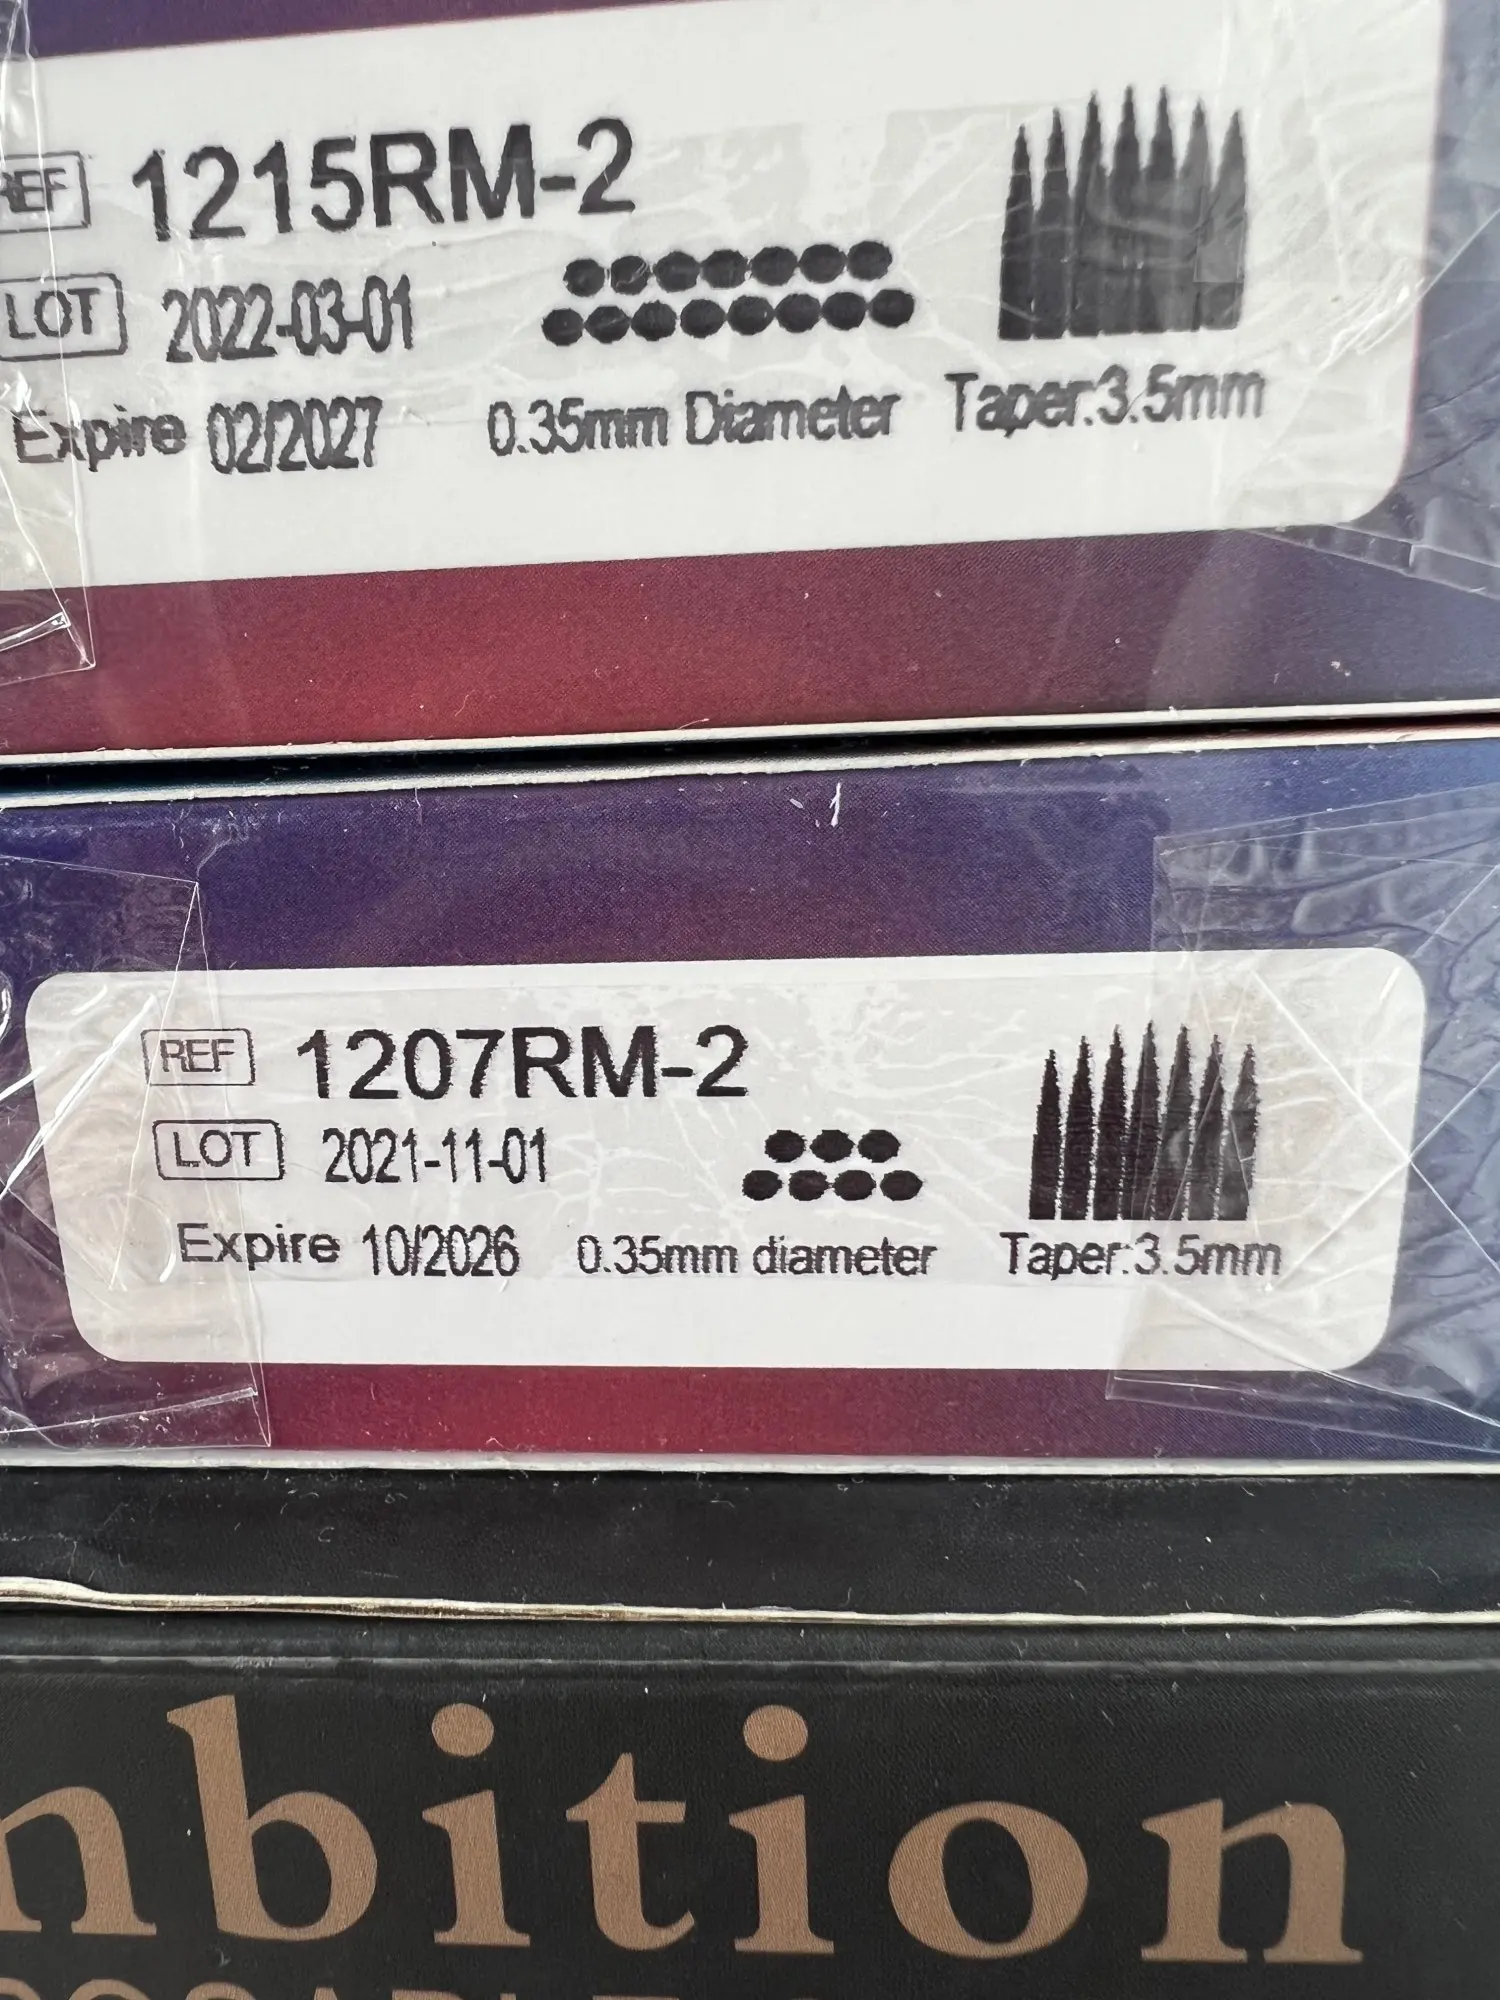 REF 1215RM-2
LOT 2022-03-01
Expire 02/2027 0.35mm Diameter Taper:3.5mm
REF 1207RM-2
LOT 2021-11-01
Expire 10/2026 0.35mm diameter Taper:3.5mm
nbition